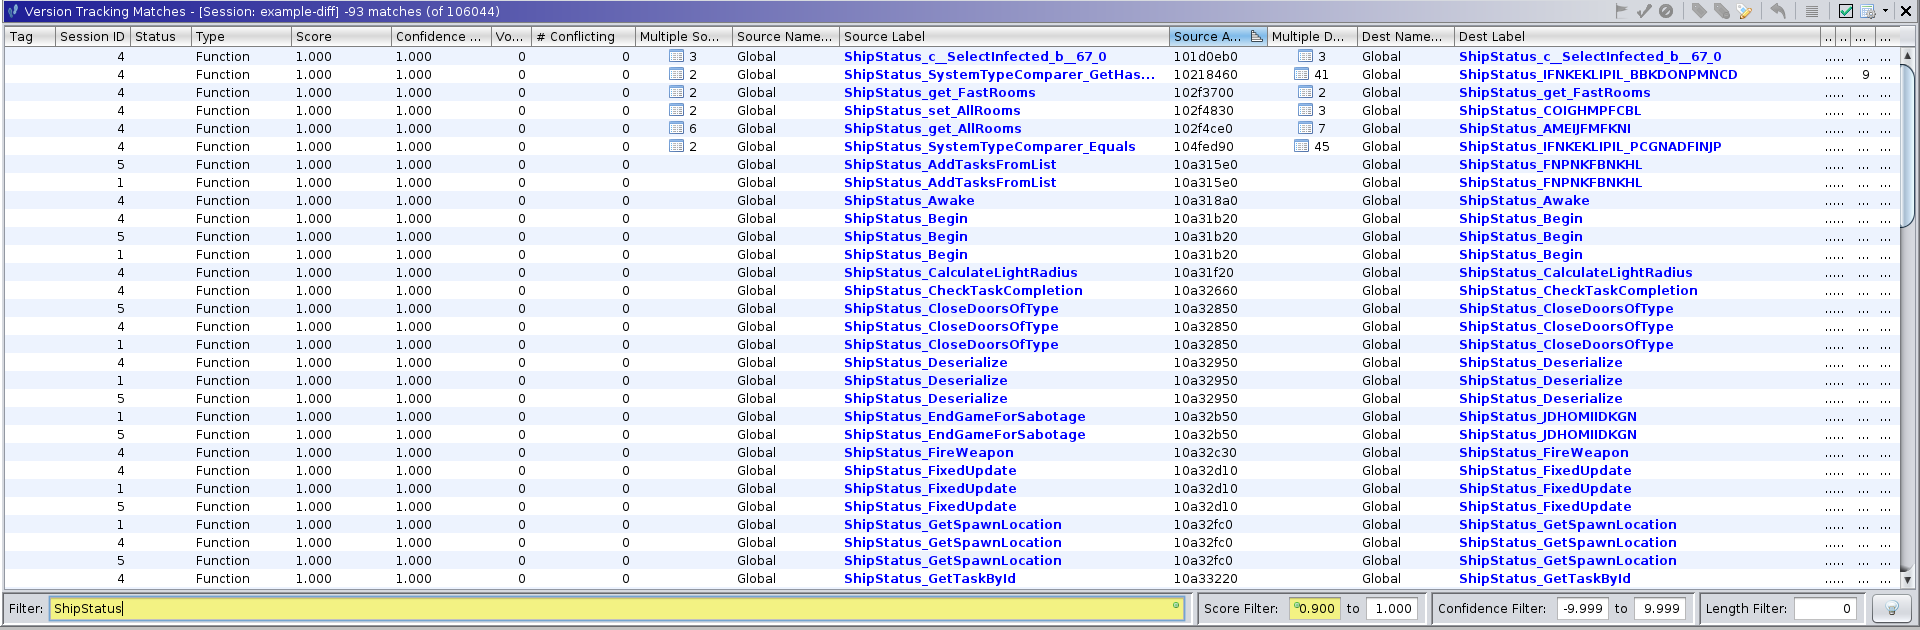 Version Tracking Matches - [Session: example-diff] -93 matches (of 106044)
Tag Session ID Status Type Score Confidence ... Vo... # Conflicting Multiple So... Source Name... Source Label Source A... Multiple D... Dest Name... Dest Label .. .. ... ...
4 Function 1.000 1.000 0 0 3 Global ShipStatus_c__SelectInfected_b__67_0 101d0eb0 3 Global ShipStatus_c__SelectInfected_b__67_0 ..... ... ...
4 Function 1.000 1.000 0 0 2 Global ShipStatus_SystemTypeComparer_GetHas... 10218460 41 Global ShipStatus_IFNKEKLIPIL_BBKDONPMNCD ..... 9 ...
4 Function 1.000 1.000 0 0 2 Global ShipStatus_get_FastRooms 102f3700 2 Global ShipStatus_get_FastRooms ..... ... ...
4 Function 1.000 1.000 0 0 2 Global ShipStatus_set_AllRooms 102f4830 3 Global ShipStatus_COIGHMPFCBL ..... ... ...
4 Function 1.000 1.000 0 0 6 Global ShipStatus_get_AllRooms 102f4ce0 7 Global ShipStatus_AMEIJFMFKNI ..... ... ...
4 Function 1.000 1.000 0 0 2 Global ShipStatus_SystemTypeComparer_Equals 104fed90 45 Global ShipStatus_IFNKEKLIPIL_PCGNADFINJP ..... ... ...
5 Function 1.000 1.000 0 0 Global ShipStatus_AddTasksFromList 10a315e0 Global ShipStatus_FNPNKFBNKHL ..... ... ...
1 Function 1.000 1.000 0 0 Global ShipStatus_AddTasksFromList 10a315e0 Global ShipStatus_FNPNKFBNKHL ..... ... ...
4 Function 1.000 1.000 0 0 Global ShipStatus_Awake 10a318a0 Global ShipStatus_Awake ..... ... ...
4 Function 1.000 1.000 0 0 Global ShipStatus_Begin 10a31b20 Global ShipStatus_Begin ..... ... ...
5 Function 1.000 1.000 0 0 Global ShipStatus_Begin 10a31b20 Global ShipStatus_Begin ..... ... ...
1 Function 1.000 1.000 0 0 Global ShipStatus_Begin 10a31b20 Global ShipStatus_Begin ..... ... ...
4 Function 1.000 1.000 0 0 Global ShipStatus_CalculateLightRadius 10a31f20 Global ShipStatus_CalculateLightRadius ..... ... ...
4 Function 1.000 1.000 0 0 Global ShipStatus_CheckTaskCompletion 10a32660 Global ShipStatus_CheckTaskCompletion ..... ... ...
5 Function 1.000 1.000 0 0 Global ShipStatus_CloseDoorsOfType 10a32850 Global ShipStatus_CloseDoorsOfType ..... ... ...
4 Function 1.000 1.000 0 0 Global ShipStatus_CloseDoorsOfType 10a32850 Global ShipStatus_CloseDoorsOfType ..... ... ...
1 Function 1.000 1.000 0 0 Global ShipStatus_CloseDoorsOfType 10a32850 Global ShipStatus_CloseDoorsOfType ..... ... ...
4 Function 1.000 1.000 0 0 Global ShipStatus_Deserialize 10a32950 Global ShipStatus_Deserialize ..... ... ...
1 Function 1.000 1.000 0 0 Global ShipStatus_Deserialize 10a32950 Global ShipStatus_Deserialize ..... ... ...
5 Function 1.000 1.000 0 0 Global ShipStatus_Deserialize 10a32950 Global ShipStatus_Deserialize ..... ... ...
1 Function 1.000 1.000 0 0 Global ShipStatus_EndGameForSabotage 10a32b50 Global ShipStatus_JDHOMIIDKGN ..... ... ...
5 Function 1.000 1.000 0 0 Global ShipStatus_EndGameForSabotage 10a32b50 Global ShipStatus_JDHOMIIDKGN ..... ... ...
4 Function 1.000 1.000 0 0 Global ShipStatus_FireWeapon 10a32c30 Global ShipStatus_FireWeapon ..... ... ...
4 Function 1.000 1.000 0 0 Global ShipStatus_FixedUpdate 10a32d10 Global ShipStatus_FixedUpdate ..... ... ...
1 Function 1.000 1.000 0 0 Global ShipStatus_FixedUpdate 10a32d10 Global ShipStatus_FixedUpdate ..... ... ...
5 Function 1.000 1.000 0 0 Global ShipStatus_FixedUpdate 10a32d10 Global ShipStatus_FixedUpdate ..... ... ...
1 Function 1.000 1.000 0 0 Global ShipStatus_GetSpawnLocation 10a32fc0 Global ShipStatus_GetSpawnLocation ..... ... ...
4 Function 1.000 1.000 0 0 Global ShipStatus_GetSpawnLocation 10a32fc0 Global ShipStatus_GetSpawnLocation ..... ... ...
5 Function 1.000 1.000 0 0 Global ShipStatus_GetSpawnLocation 10a32fc0 Global ShipStatus_GetSpawnLocation ..... ... ...
4 Function 1.000 1.000 0 0 Global ShipStatus_GetTaskById 10a33220 Global ShipStatus_GetTaskById ..... ... ...
Filter: ShipStatus Score Filter: 0.900 to 1.000 Confidence Filter: -9.999 to 9.999 Length Filter: 0